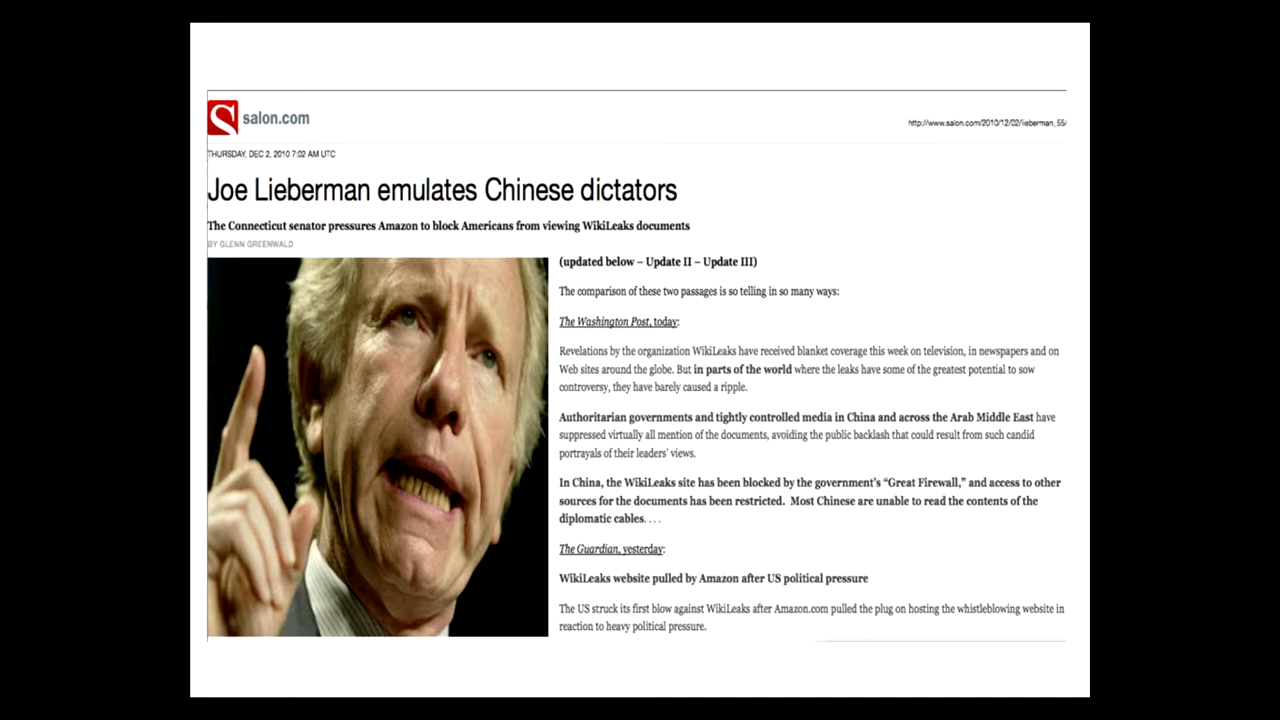 salon.com
http://www.salon.com/2010/12/02/lieberman_55/
THURSDAY, DEC 2, 2010 7:02 AM UTC
Joe Lieberman emulates Chinese dictators
The Connecticut senator pressures Amazon to block Americans from viewing WikiLeaks documents
BY GLENN GREENWALD
(updated below – Update II – Update III)
The comparison of these two passages is so telling in so many ways:
The Washington Post, today:
Revelations by the organization WikiLeaks have received blanket coverage this week on television, in newspapers and on
Web sites around the globe. But in parts of the world where the leaks have some of the greatest potential to sow
controversy, they have barely caused a ripple.
Authoritarian governments and tightly controlled media in China and across the Arab Middle East have
suppressed virtually all mention of the documents, avoiding the public backlash that could result from such candid
portrayals of their leaders' views.
In China, the WikiLeaks site has been blocked by the government's “Great Firewall,” and access to other
sources for the documents has been restricted.  Most Chinese are unable to read the contents of the
diplomatic cables. . . .
The Guardian, yesterday:
WikiLeaks website pulled by Amazon after US political pressure
The US struck its first blow against WikiLeaks after Amazon.com pulled the plug on hosting the whistleblowing website in
reaction to heavy political pressure.